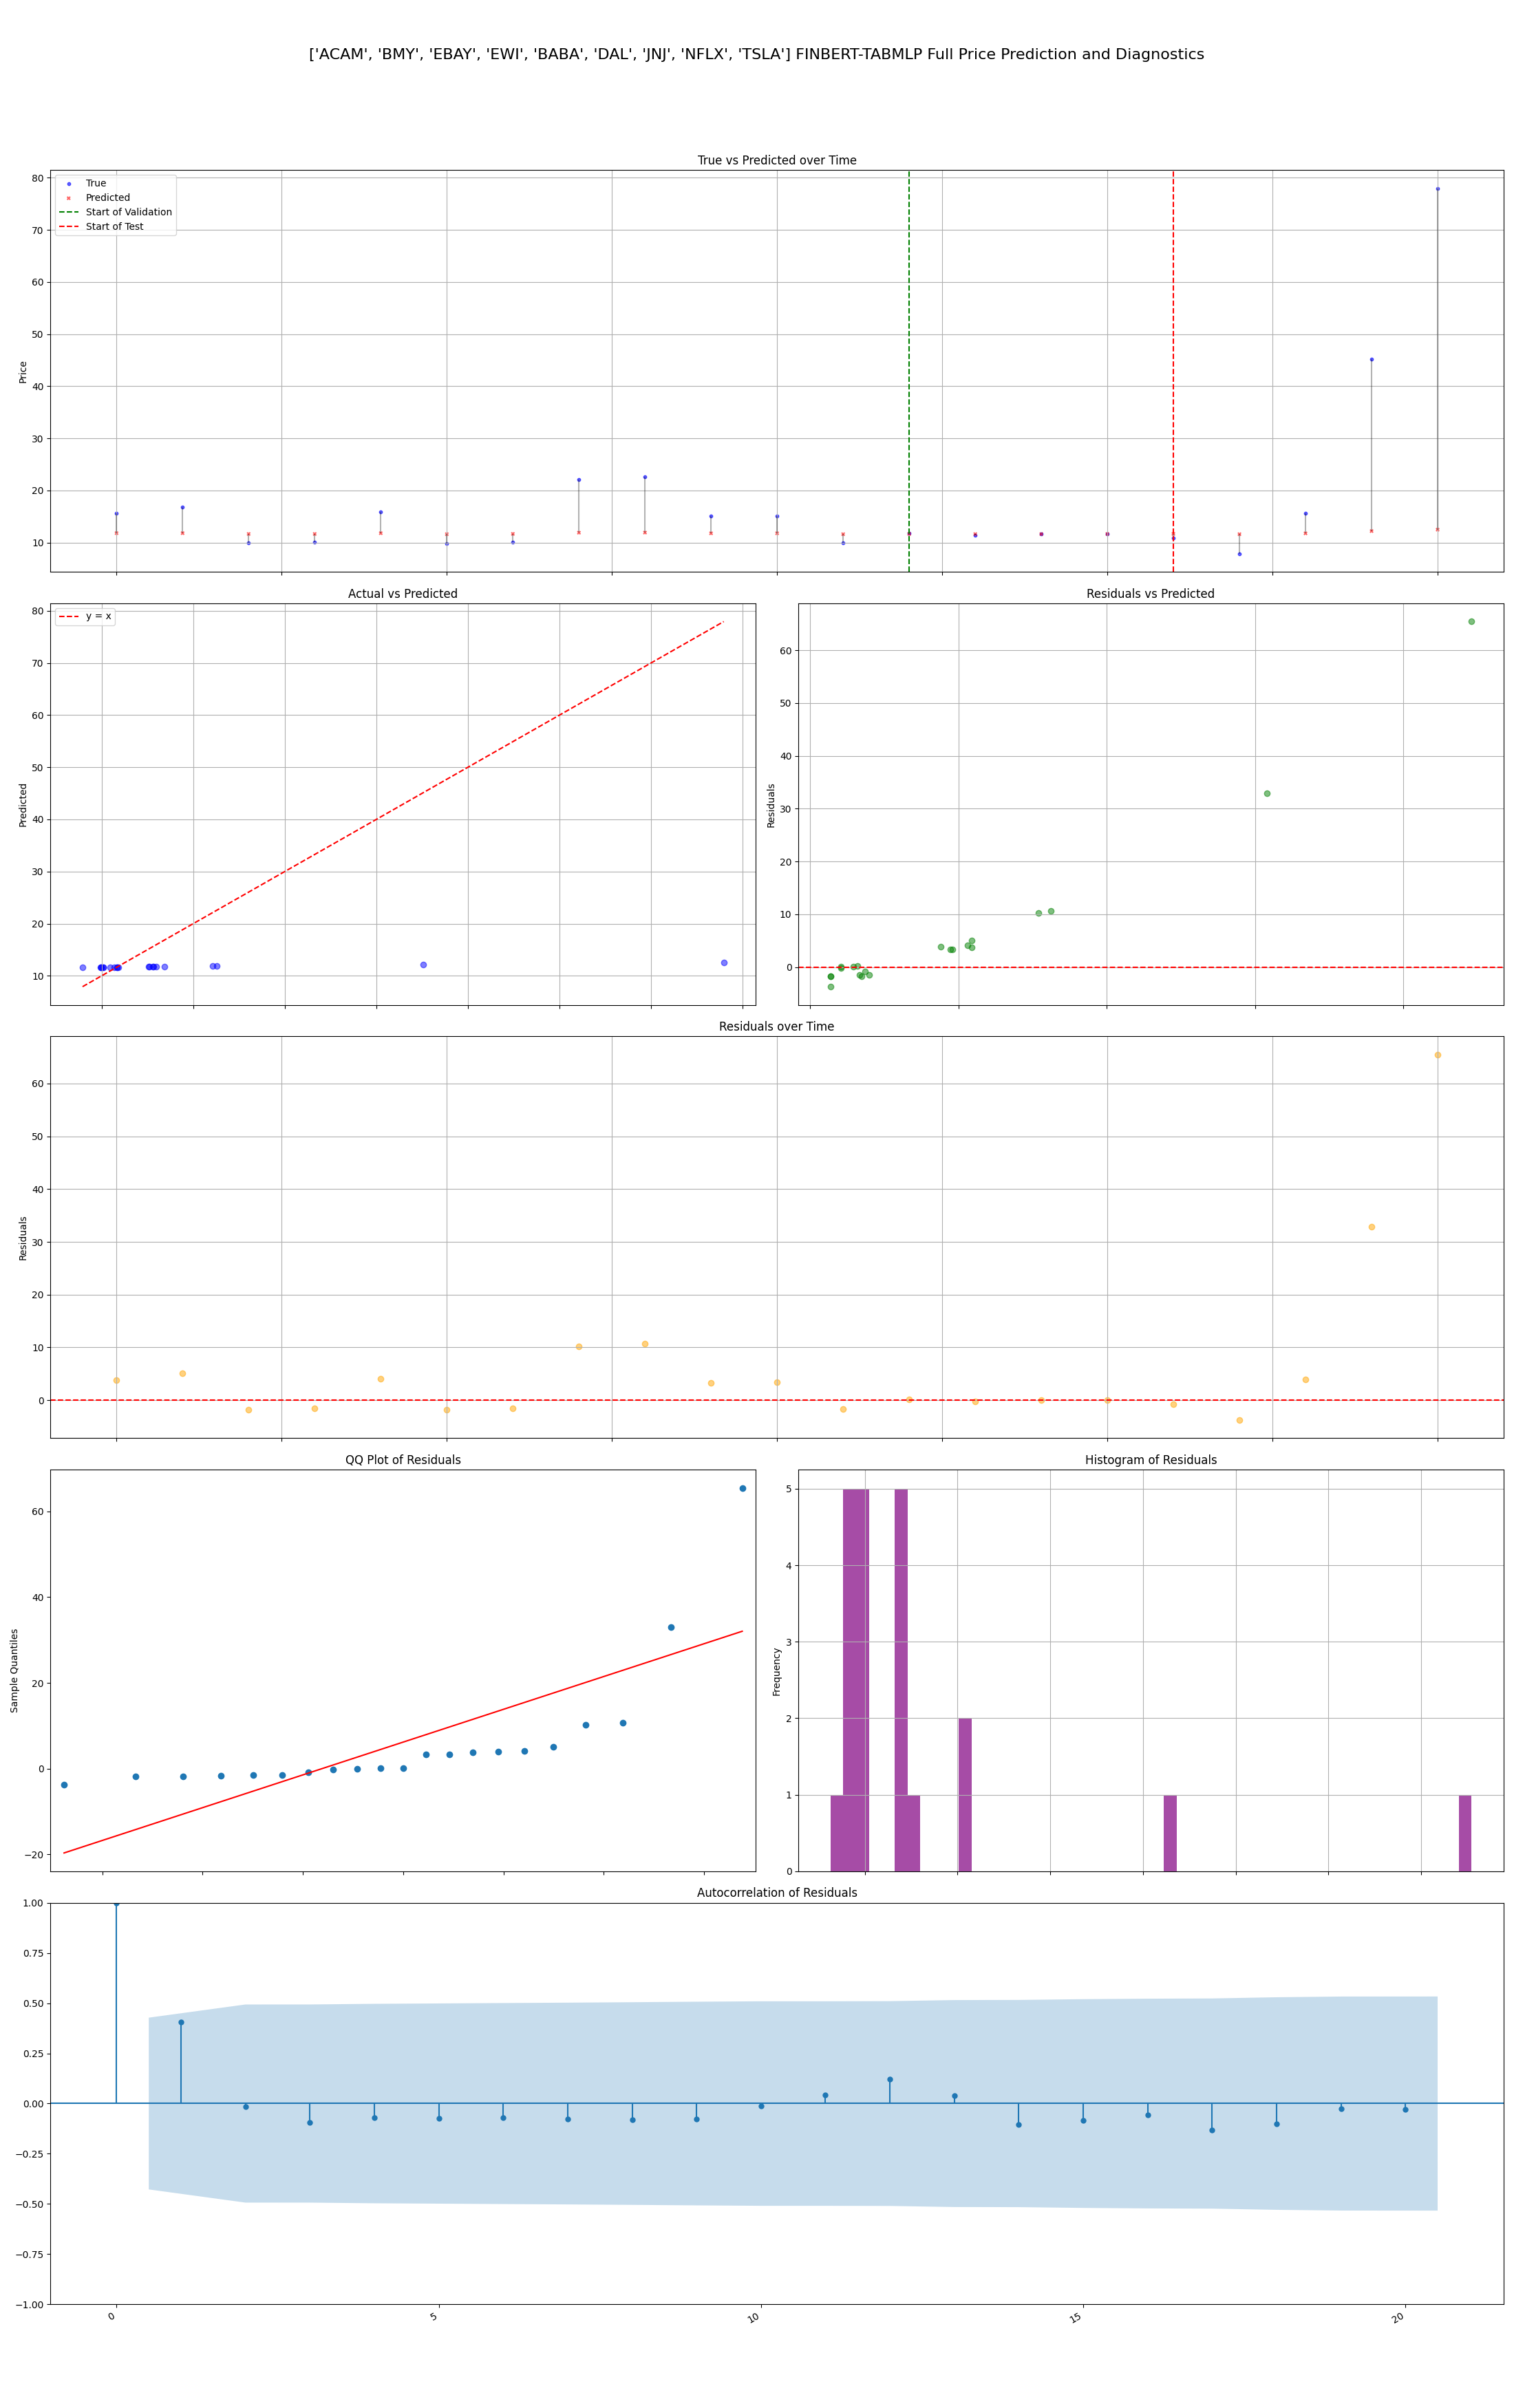 ['ACAM', 'BMY', 'EBAY', 'EWI', 'BABA', 'DAL', 'JNJ', 'NFLX', 'TSLA'] FINBERT-TABMLP Full Price Prediction and Diagnostics
True vs Predicted over Time
True
Predicted
Start of Validation
Start of Test
Price
80
70
60
50
40
30
20
10
Actual vs Predicted
y = x
Predicted
80
70
60
50
40
30
20
10
Residuals vs Predicted
Residuals
60
50
40
30
20
10
0
Residuals over Time
Residuals
60
50
40
30
20
10
0
QQ Plot of Residuals
Sample Quantiles
60
40
20
0
−20
Histogram of Residuals
Frequency
5
4
3
2
1
0
Autocorrelation of Residuals
1.00
0.75
0.50
0.25
0.00
−0.25
−0.50
−0.75
−1.00
0
5
10
15
20